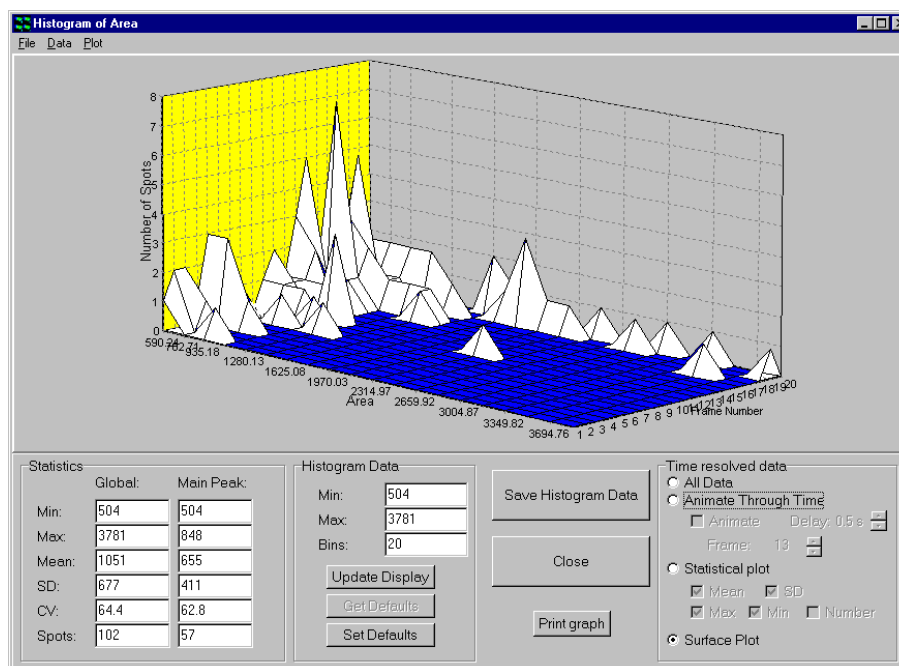 Histogram of Area
File Data Plot
8
7
6
5
4
3
2
1
0
Number of Spots
590.24
762.71
935.18
1280.13
1625.08
1970.03
2314.97
2659.92
3004.87
3349.82
3694.76
Area
1 2 3 4 5 6 7 8 9 10 11 12 13 14 15 16 17 18 19 20
Frame Number
Statistics
Global: Main Peak:
Min: 504 504
Max: 3781 848
Mean: 1051 655
SD: 677 411
CV: 64.4 62.8
Spots: 102 57
Histogram Data
Min: 504
Max: 3781
Bins: 20
Update Display
Get Defaults
Set Defaults
Save Histogram Data
Close
Print graph
Time resolved data
All Data
Animate Through Time
Animate Delay: 0.5 s
Frame: 13
Statistical plot
Mean SD
Max Min Number
Surface Plot